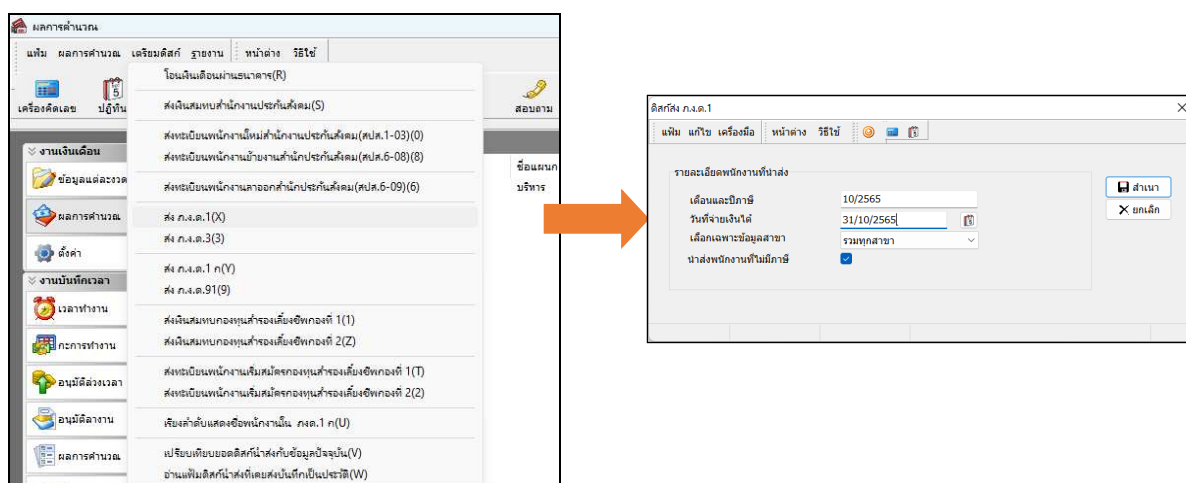 ผลการคำนวณ
แฟ้ม ผลการคำนวณ เตรียมดิสก์ รายงาน หน้าต่าง วิธีใช้
เครื่องคิดเลข ปฏิทิน สอบถาม
โอนเงินเดือนผ่านธนาคาร(R)
ส่งเงินสมทบสำนักงานประกันสังคม(S)
ส่งทะเบียนพนักงานใหม่สำนักงานประกันสังคม(สปส.1-03)(0)
ส่งทะเบียนพนักงานย้ายงานสำนักประกันสังคม(สปส.6-08)(8)
ส่งทะเบียนพนักงานลาออกสำนักประกันสังคม(สปส.6-09)(6)
ส่ง ภ.ง.ด.1(X)
ส่ง ภ.ง.ด.3(3)
ส่ง ภ.ง.ด.1 ก(Y)
ส่ง ภ.ง.ด.91(9)
ส่งเงินสมทบกองทุนสำรองเลี้ยงชีพกองที่ 1(1)
ส่งเงินสมทบกองทุนสำรองเลี้ยงชีพกองที่ 2(Z)
ส่งทะเบียนพนักงานเริ่มสมัครกองทุนสำรองเลี้ยงชีพกองที่ 1(T)
ส่งทะเบียนพนักงานเริ่มสมัครกองทุนสำรองเลี้ยงชีพกองที่ 2(2)
เรียงลำดับแสดงชื่อพนักงานใน ภงด.1 ก(U)
เปรียบเทียบยอดดิสก์นำส่งกับข้อมูลปัจจุบัน(V)
อ่านแฟ้มดิสก์นำส่งที่เคยส่งบันทึกเป็นประวัติ(W)
งานเงินเดือน
ข้อมูลแต่ละงวด
ผลการคำนวณ
ตั้งค่า
งานบันทึกเวลา
เวลาทำงาน
กะการทำงาน
อนุมัติล่วงเวลา
อนุมัติลางาน
ผลการคำนวณ
ชื่อแผนก
บริหาร
ดิสก์ส่ง ภ.ง.ด.1
แฟ้ม แก้ไข เครื่องมือ หน้าต่าง วิธีใช้
รายละเอียดพนักงานที่นำส่ง
เดือนและปีภาษี 10/2565
วันที่จ่ายเงินได้ 31/10/2565
เลือกเฉพาะข้อมูลสาขา รวมทุกสาขา
นำส่งพนักงานที่ไม่มีภาษี
สำเนา
ยกเลิก